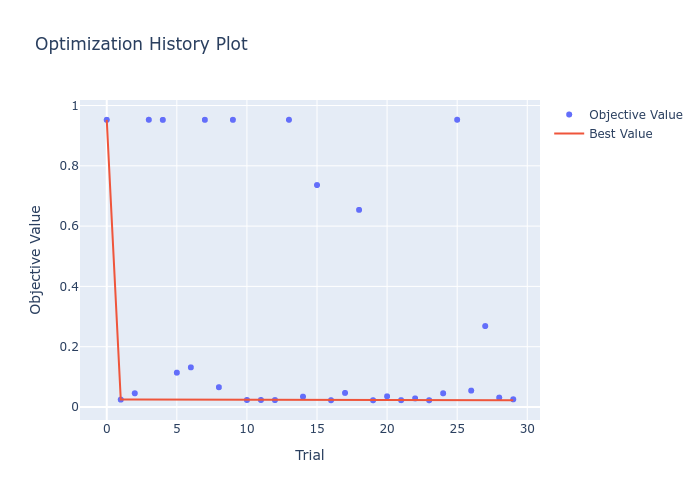 Optimization History Plot
Objective Value
Best Value
1
0.8
0.6
0.4
0.2
0
Objective Value
0 5 10 15 20 25 30
Trial